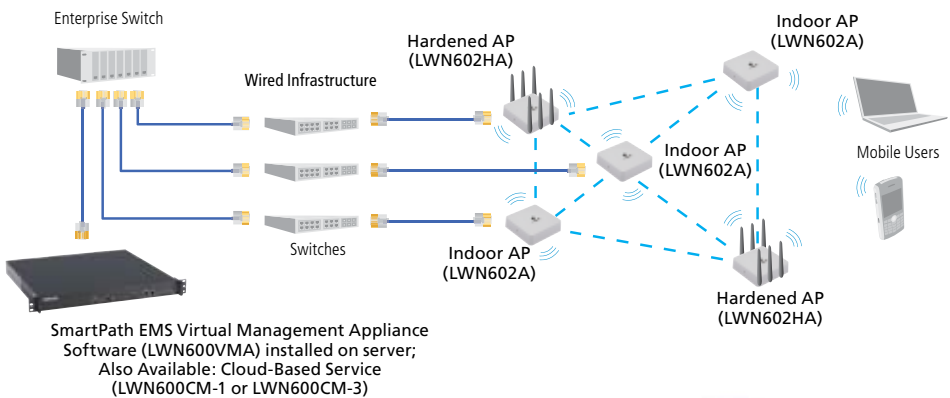 Enterprise Switch
Wired Infrastructure
Hardened AP
(LWN602HA)
Indoor AP
(LWN602A)
Indoor AP
(LWN602A)
Mobile Users
Switches
Indoor AP
(LWN602A)
Hardened AP
(LWN602HA)
SmartPath EMS Virtual Management Appliance
Software (LWN600VMA) installed on server;
Also Available: Cloud-Based Service
(LWN600CM-1 or LWN600CM-3)